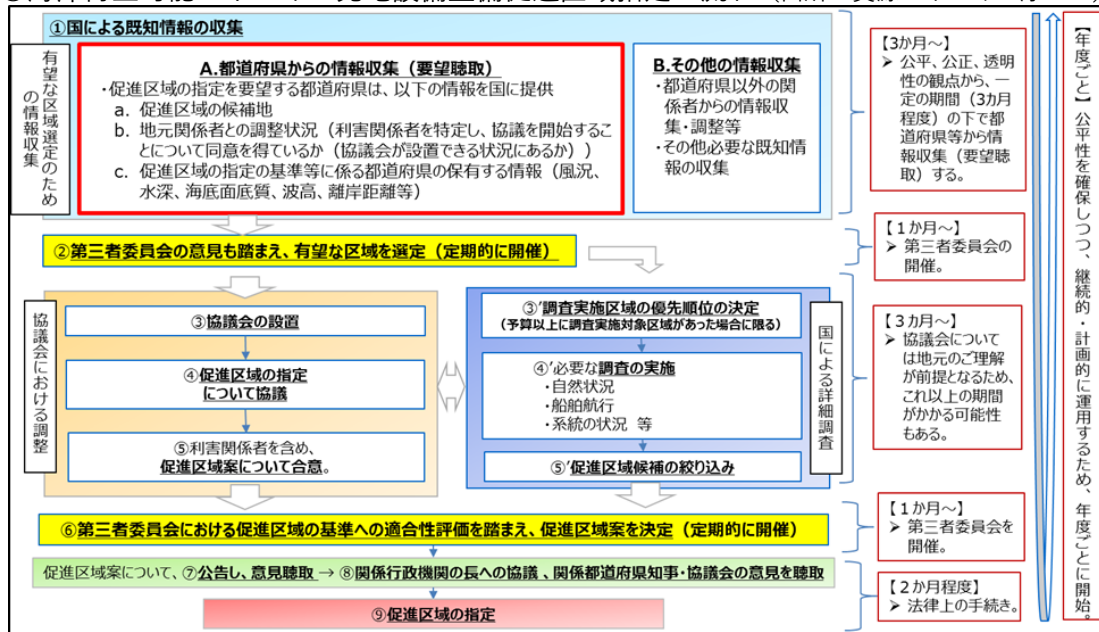 ①国による既知情報の収集
有望な区域選定のため
の情報収集
A.都道府県からの情報収集（要望聴取）
・促進区域の指定を要望する都道府県は、以下の情報を国に提供
a. 促進区域の候補地
b. 地元関係者との調整状況（利害関係者を特定し、協議を開始するこ
とについて同意を得ているか（協議会が設置できる状況にあるか））
c. 促進区域の指定の基準等に係る都道府県の保有する情報（風況、
水深、海底面底質、波高、離岸距離等）
B.その他の情報収集
・都道府県以外の関
係者からの情報収
集・調整等
・その他必要な既知情
報の収集
【3か月～】
➢ 公平、公正、透明
性の観点から、一
定の期間（3カ月
程度）の下で都道
府県等から情
報収集（要望聴
取）する。
②第三者委員会の意見も踏まえ、有望な区域を選定（定期的に開催）
【１か月～】
➢ 第三者委員会の
開催。
協議会における調整
③協議会の設置
④促進区域の指定
について協議
⑤利害関係者を含め、
促進区域案について合意。
③’調査実施区域の優先順位の決定
（予算以上に調査実施対象区域があった場合に限る）
④’必要な調査の実施
・自然状況
・船舶航行
・系統の状況 等
⑤’促進区域候補の絞り込み
国による詳細調査
【３カ月～】
➢ 協議会について
は地元のご理解
が前提となるため、
これ以上の期間
がかかる可能性
もある。
⑥第三者委員会における促進区域の基準への適合性評価を踏まえ、促進区域案を決定（定期的に開催）
【１か月～】
➢ 第三者委員会を
開催。
促進区域案について、⑦公告し、意見聴取 → ⑧関係行政機関の長への協議 、関係都道府県知事・協議会の意見を聴取
⑨促進区域の指定
【２か月程度】
➢ 法律上の手続き。
【年度ごと】公平性を確保しつつ、継続的・計画的に運用するため、年度ごとに開始。